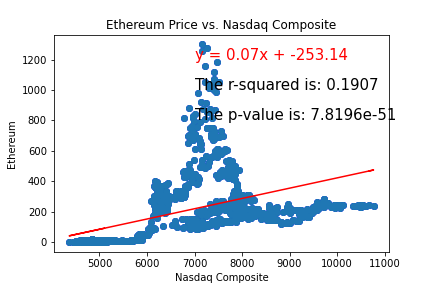 Ethereum Price vs. Nasdaq Composite
y = 0.07x + -253.14
The r-squared is: 0.1907
The p-value is: 7.8196e-51
Ethereum
1200
1000
800
600
400
200
0
5000 6000 7000 8000 9000 10000 11000
Nasdaq Composite